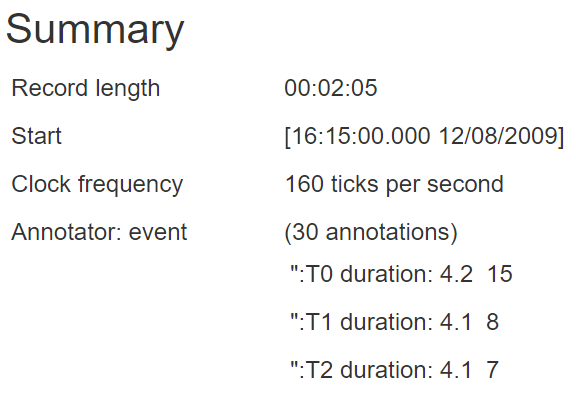 Summary
Record length 00:02:05
Start [16:15:00.000 12/08/2009]
Clock frequency 160 ticks per second
Annotator: event (30 annotations)
":T0 duration: 4.2 15
":T1 duration: 4.1 8
":T2 duration: 4.1 7